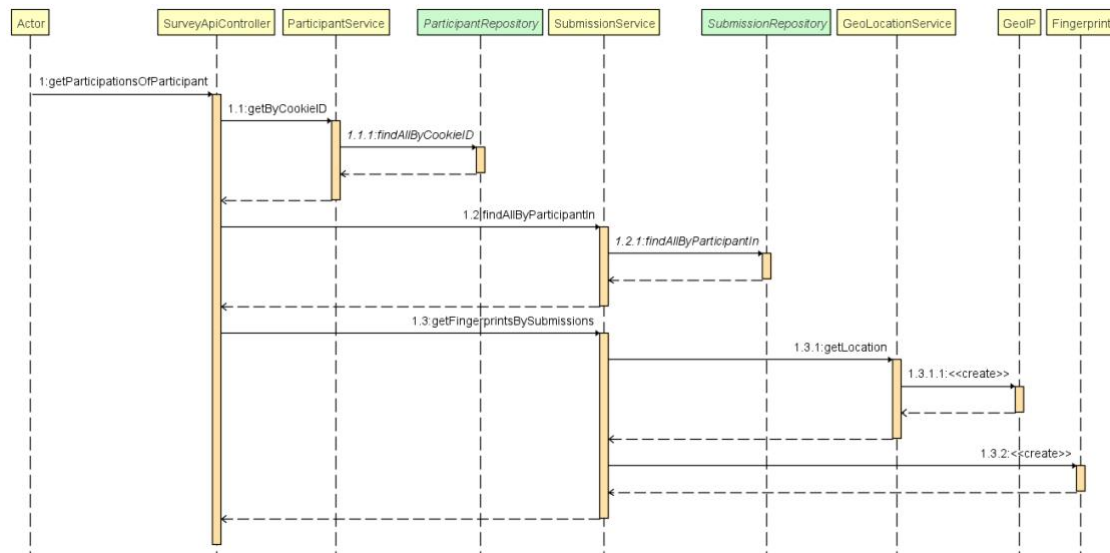 Actor SurveyApiController ParticipantService ParticipantRepository SubmissionService SubmissionRepository GeoLocationService GeoIP Fingerprint
1:getParticipationsOfParticipant
1.1:getByCookieID
1.1.1:findAllByCookieID
1.2:findAllByParticipantIn
1.2.1:findAllByParticipantIn
1.3:getFingerprintsBySubmissions
1.3.1:getLocation
1.3.1.1:<<create>>
1.3.2:<<create>>